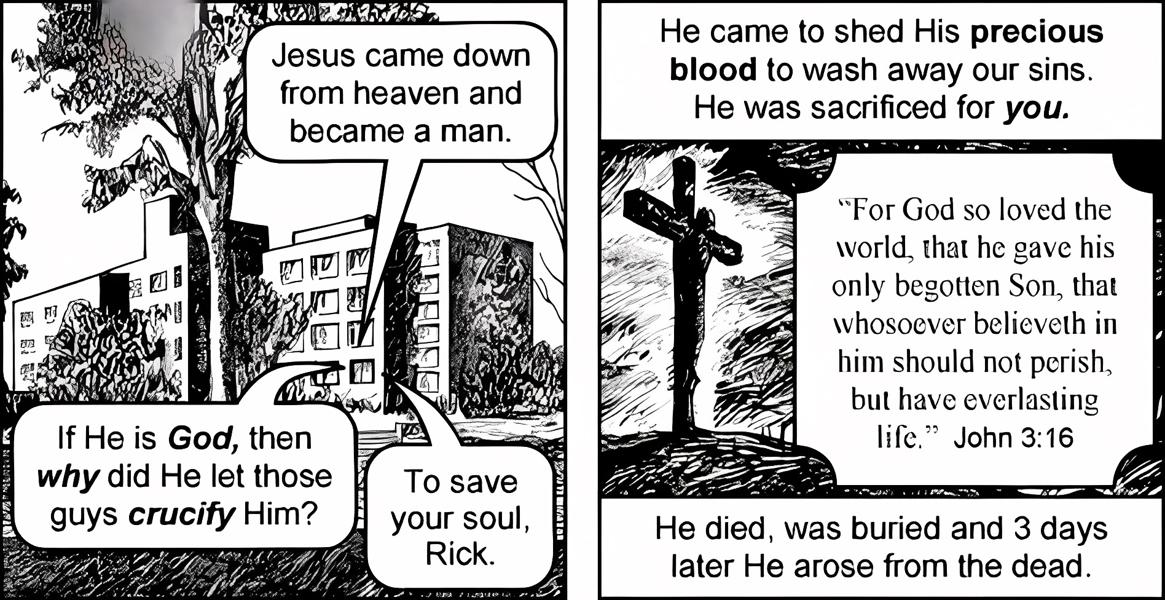 Jesus came down
from heaven and
became a man.
If He is God, then
why did He let those
guys crucify Him?
To save
your soul,
Rick.
He came to shed His precious
blood to wash away our sins.
He was sacrificed for you.
“For God so loved the
world, that he gave his
only begotten Son, that
whosoever believeth in
him should not perish,
but have everlasting
life.” John 3:16
He died, was buried and 3 days
later He arose from the dead.